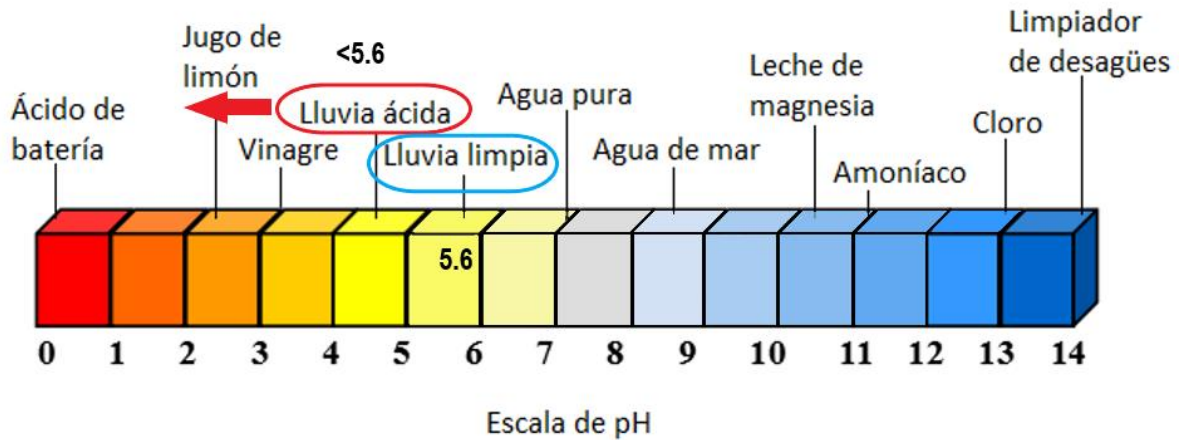 Ácido de
batería
Jugo de
limón
Vinagre
<5.6
Lluvia ácida
Lluvia limpia
Agua pura
Agua de mar
Leche de
magnesia
Amoníaco
Cloro
Limpiador
de desagües
5.6
0 1 2 3 4 5 6 7 8 9 10 11 12 13 14
Escala de pH